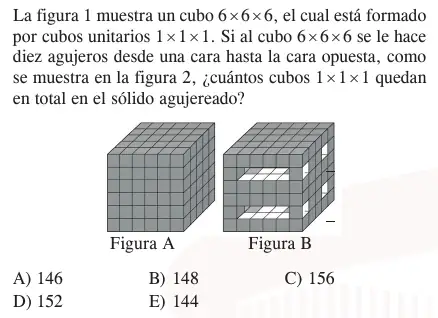 La figura 1 muestra un cubo 6×6×6, el cual está formado
por cubos unitarios 1×1×1. Si al cubo 6×6×6 se le hace
diez agujeros desde una cara hasta la cara opuesta, como
se muestra en la figura 2, ¿cuántos cubos 1×1×1 quedan
en total en el sólido agujereado?
Figura A
Figura B
A) 146
B) 148
C) 156
D) 152
E) 144